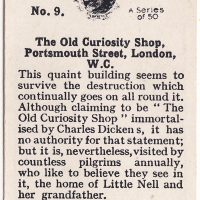 No. 9.
A Series
of 50
The Old Curiosity Shop,
Portsmouth Street, London,
W.C.
This quaint building seems to
survive the destruction which
continually goes on all round it.
Although claiming to be “ The
Old Curiosity Shop ” immortal-
ised by Charles Dickens, it has
no authority for that statement;
but it is, nevertheless, visited by
countless pilgrims annually,
who like to believe they see in
it, the home of Little Nell and
her grandfather.